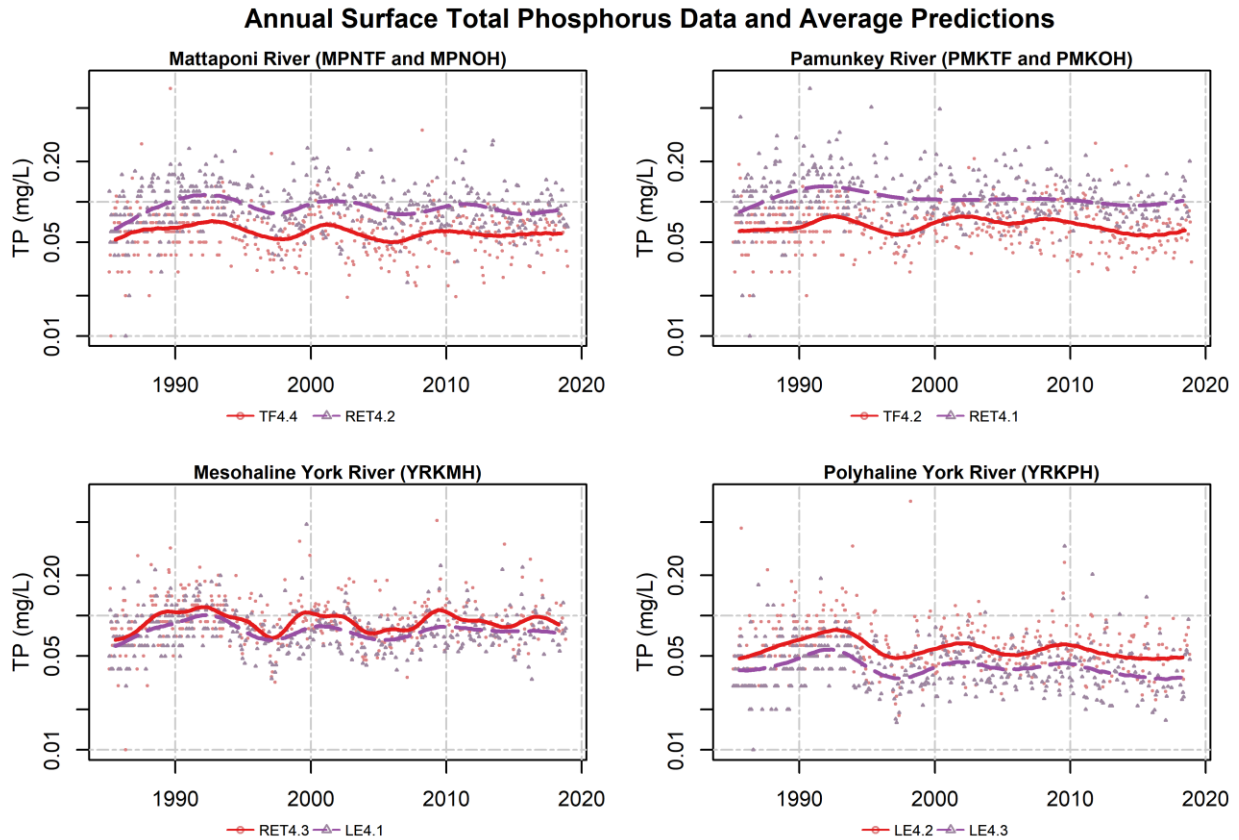 Annual Surface Total Phosphorus Data and Average Predictions
Mattaponi River (MPNTF and MPNOH)
TP (mg/L)
0.20
0.05
0.01
1990 2000 2010 2020
TF4.4 RET4.2
Pamunkey River (PMKTF and PMKOH)
TP (mg/L)
0.20
0.05
0.01
1990 2000 2010 2020
TF4.2 RET4.1
Mesohaline York River (YRKMH)
TP (mg/L)
0.20
0.05
0.01
1990 2000 2010 2020
RET4.3 LE4.1
Polyhaline York River (YRKPH)
TP (mg/L)
0.20
0.05
0.01
1990 2000 2010 2020
LE4.2 LE4.3